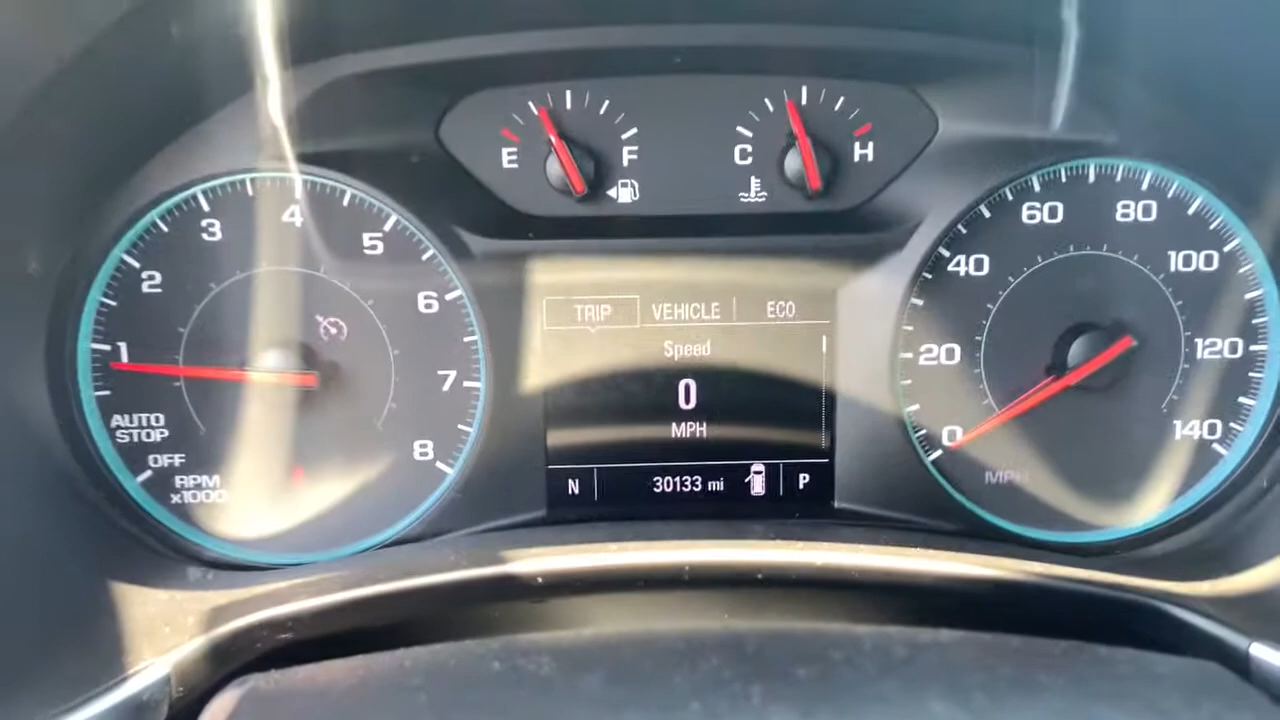 E F
C H
1
2
3
4
5
6
7
8
AUTO
STOP
OFF
RPM
x1000
TRIP VEHICLE ECO
Speed
0
MPH
N 30133 mi P
0
20
40
60
80
100
120
140
MPH